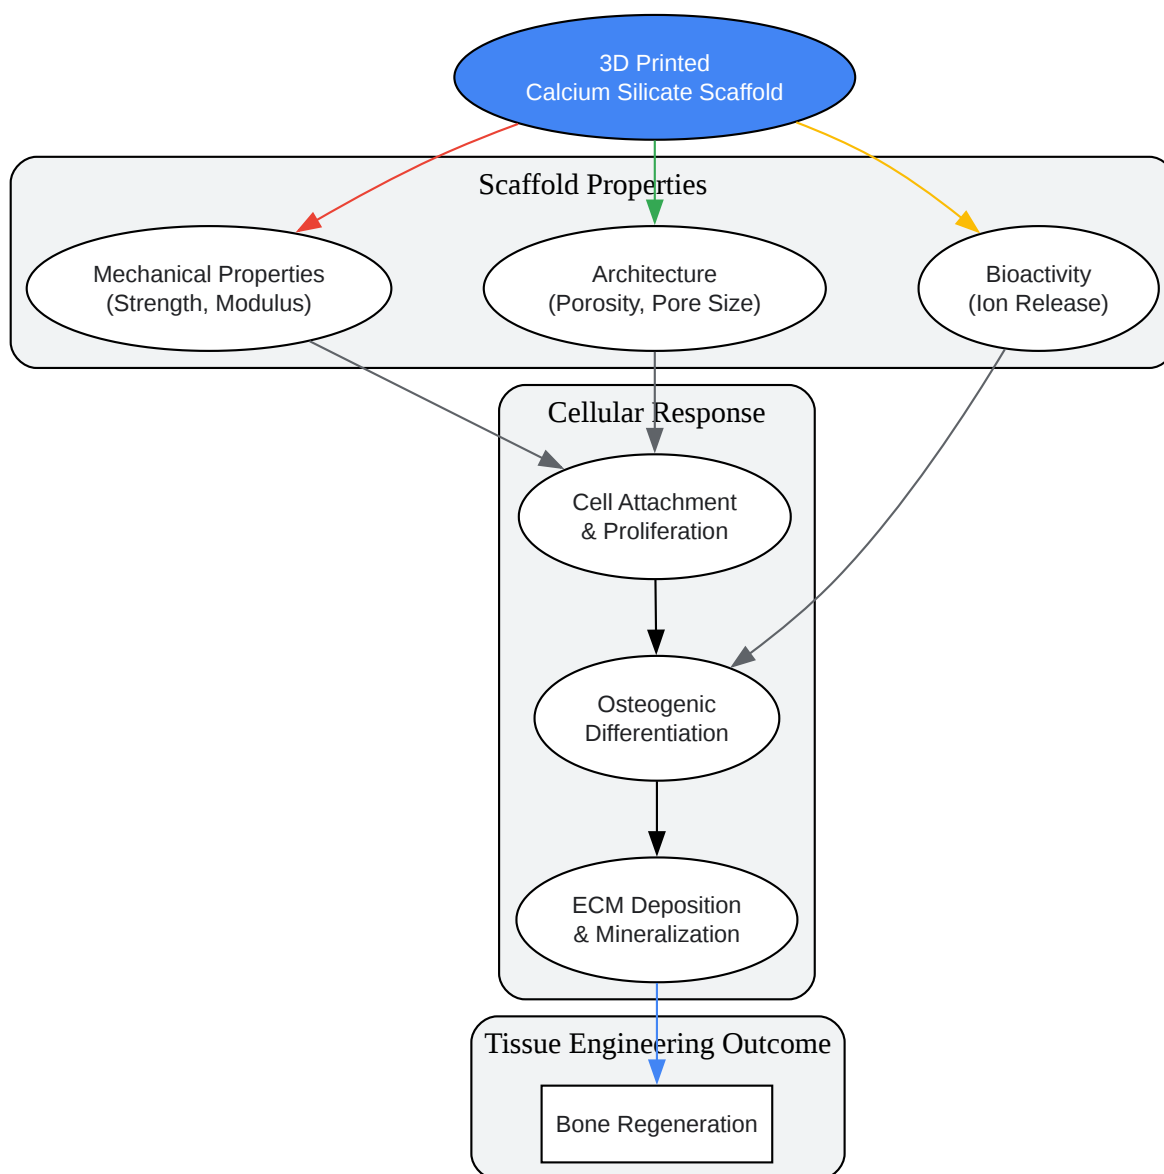 3D Printed
Calcium Silicate Scaffold
Scaffold Properties
Mechanical Properties
(Strength, Modulus)
Architecture
(Porosity, Pore Size)
Bioactivity
(Ion Release)
Cellular Response
Cell Attachment
& Proliferation
Osteogenic
Differentiation
ECM Deposition
& Mineralization
Tissue Engineering Outcome
Bone Regeneration